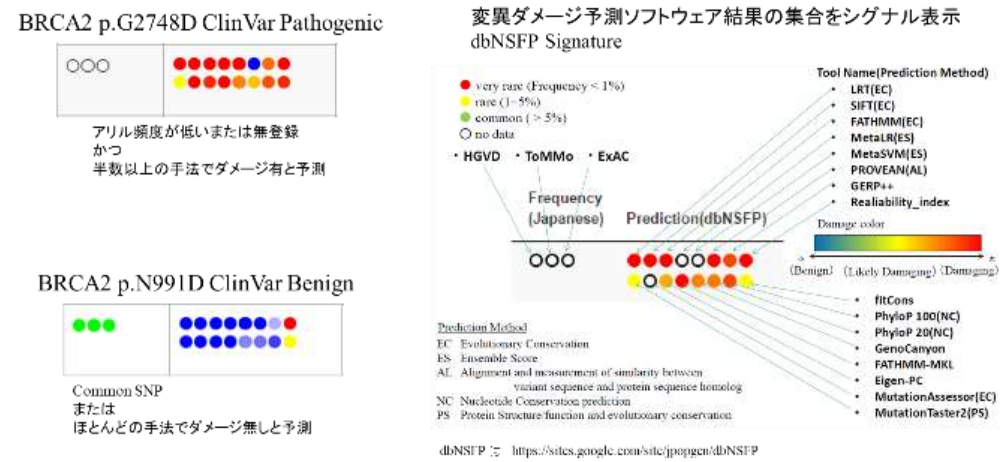 BRCA2 p.G2748D ClinVar Pathogenic
アリル頻度が低いまたは無登録
かつ
半数以上の手法でダメージ有と予測
BRCA2 p.N991D ClinVar Benign
Common SNP
または
ほとんどの手法でダメージ無しと予測
変異ダメージ予測ソフトウェア結果の集合をシグナル表示
dbNSFP Signature
very rare (Frequency < 1%)
rare (1-5%)
common ( > 5%)
no data
・HGVD ・ToMMo ・ExAC
Frequency
(Japanese)
Prediction(dbNSFP)
Tool Name(Prediction Method)
• LRT(EC)
• SIFT(EC)
• FATHMM(EC)
• MetaLR(ES)
• MetaSVM(ES)
• PROVEAN(AL)
• GERP++
• Realiability_index
Damage color
(Benign) (Likely Damaging) (Damaging)
• fitCons
• PhyloP 100(NC)
• PhyloP 20(NC)
• GenoCanyon
• FATHMM-MKL
• Eigen-PC
• MutationAssessor(EC)
• MutationTaster2(PS)
Prediction Method
EC Evolutionary Conservation
ES Ensemble Score
AL Alignment and measurement of similarity between
variant sequence and protein sequence homolog
NC Nucleotide Conservation prediction
PS Protein Structure/function and evolutionary conservation
dbNSFP https://sites.google.com/site/jpopgen/dbNSFP